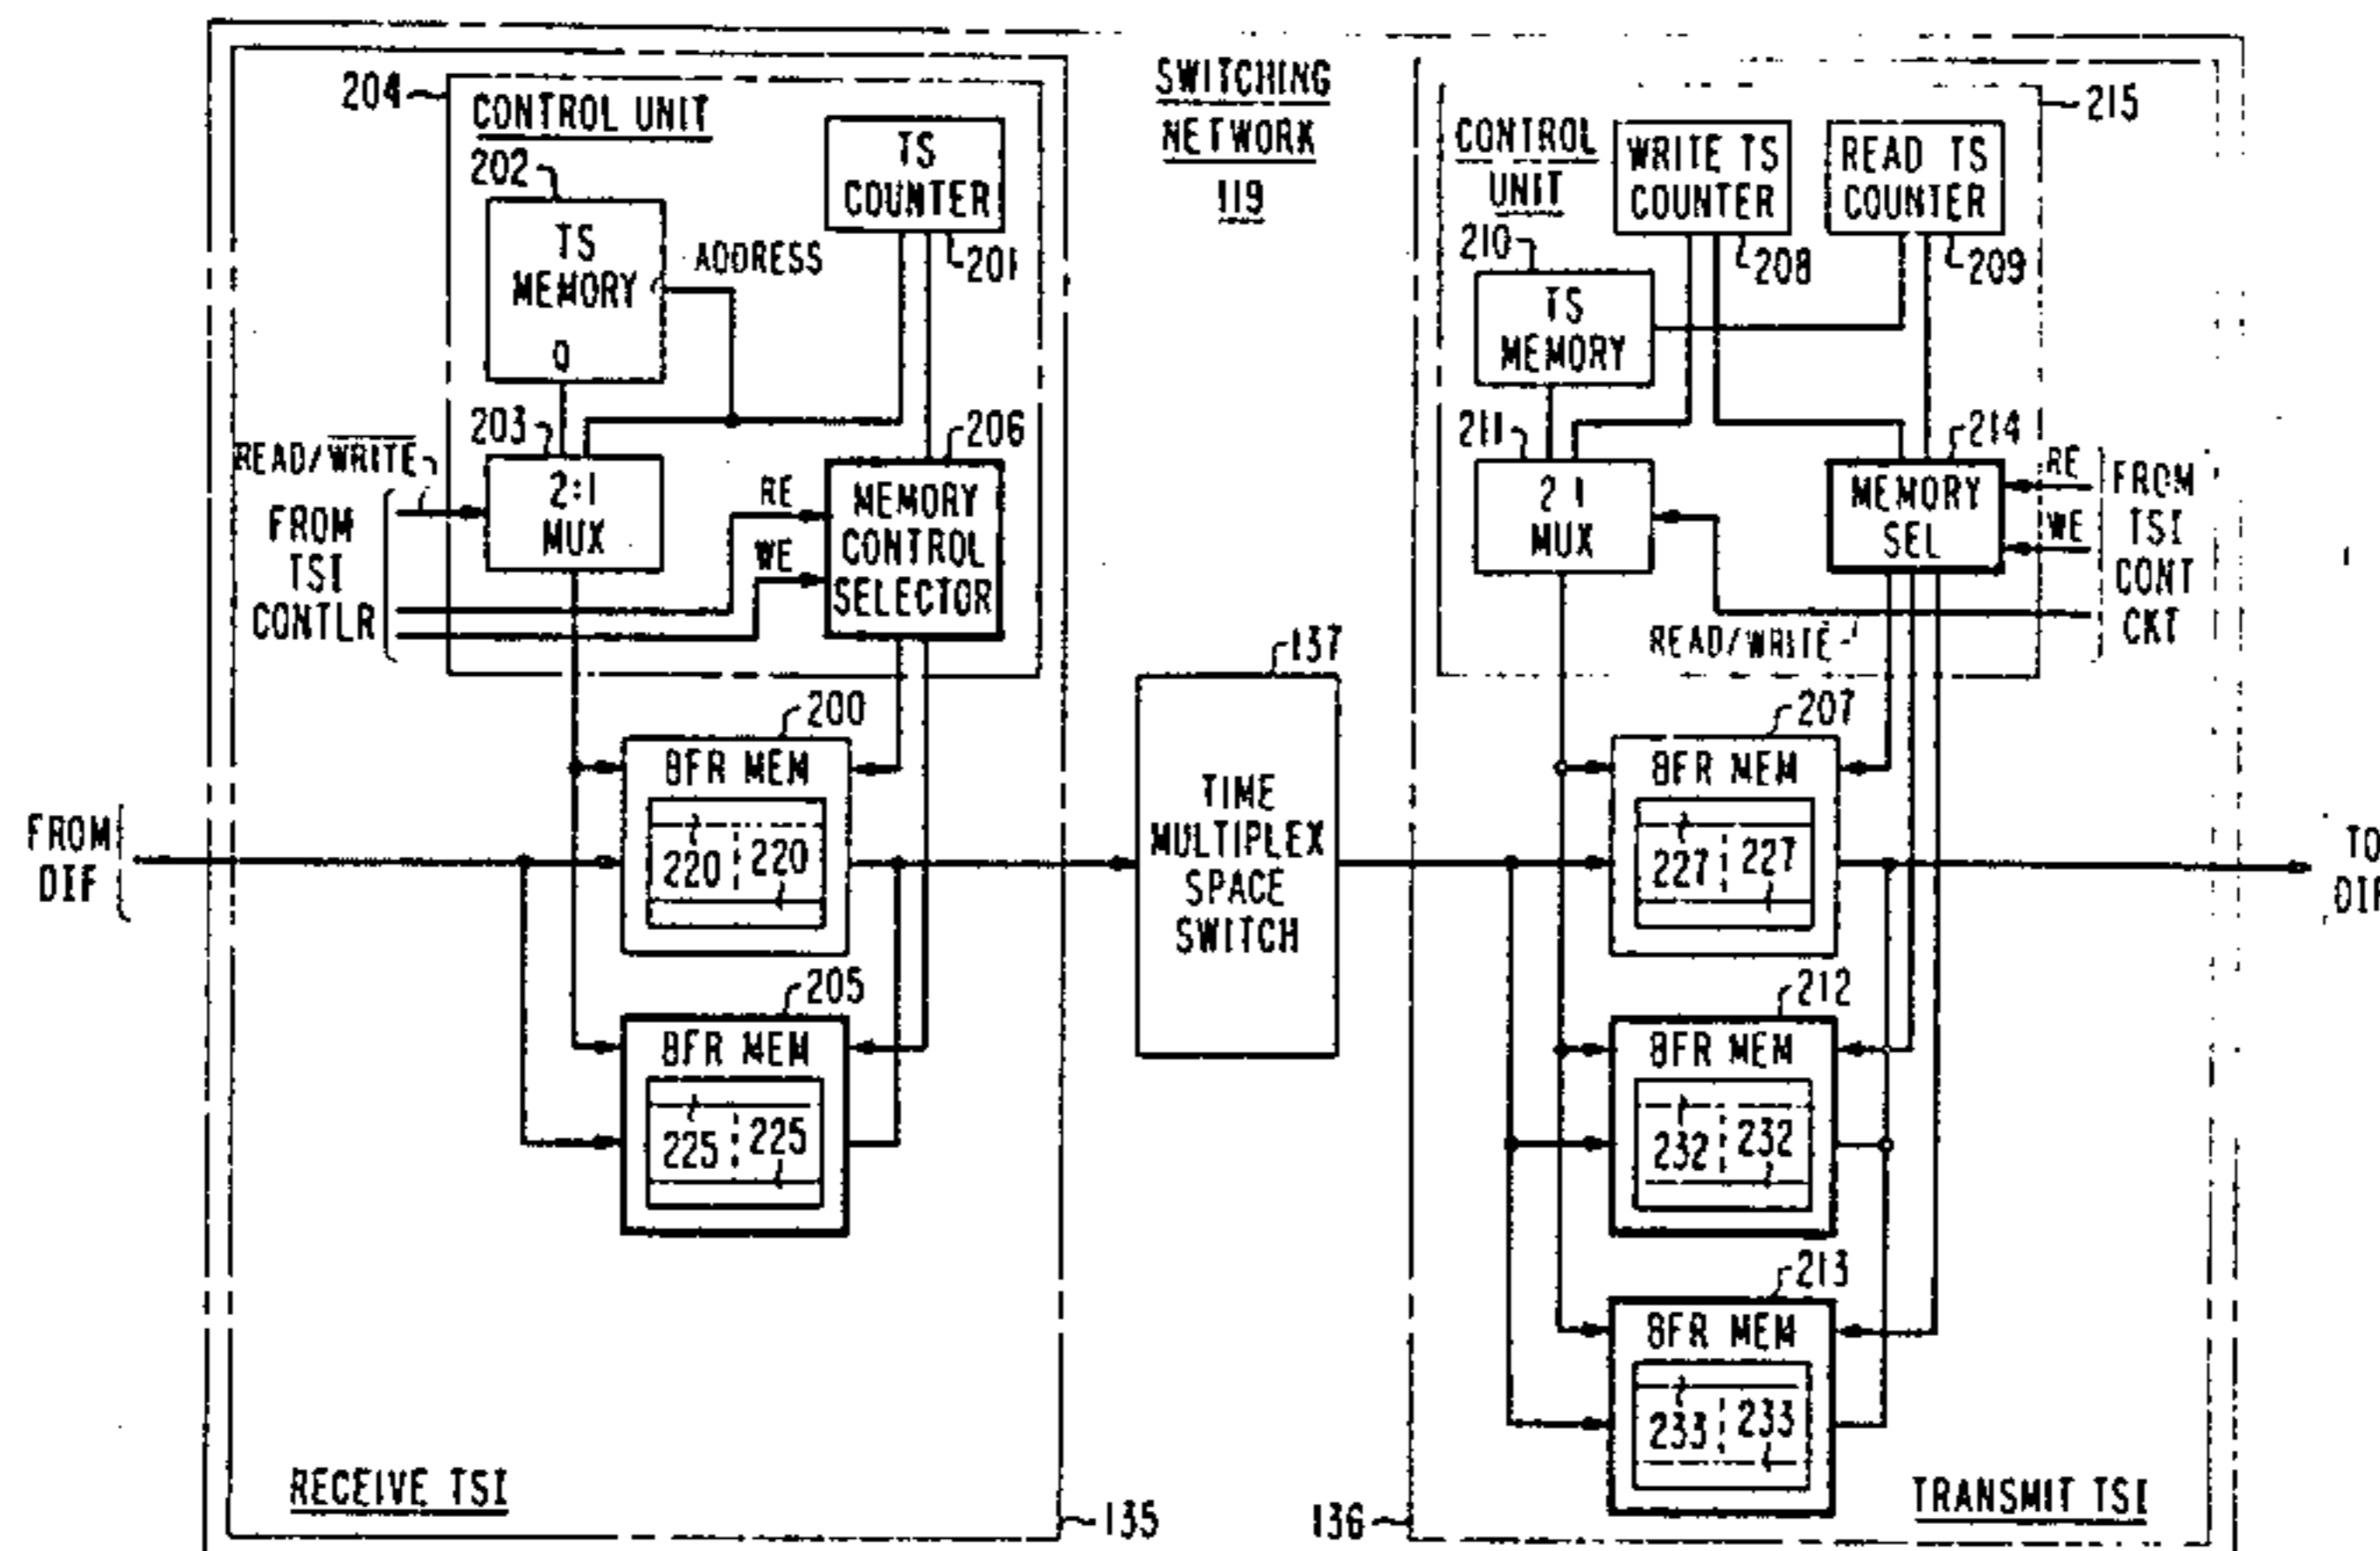 SWITCHING
NETWORK
119
204
CONTROL UNIT
202
TS
MEMORY
Q
ADDRESS
TS
COUNTER
201
203
2:1
MUX
READ/WRITE
FROM
TSI
CONTLR
RE
WE
206
MEMORY
CONTROL
SELECTOR
200
BFR MEM
220
220
205
BFR MEM
225
225
FROM
DIF
RECEIVE TSI
135
137
TIME
MULTIPLEX
SPACE
SWITCH
215
CONTROL
UNIT
WRITE TS
COUNTER
208
READ TS
COUNTER
209
210
TS
MEMORY
211
2 1
MUX
214
MEMORY
SEL
RE
WE
FROM
TSI
CONT
CKT
READ/WRITE
207
BFR MEM
227
227
212
BFR MEM
232
232
213
BFR MEM
233
233
TO
DIF
136
TRANSMIT TSI